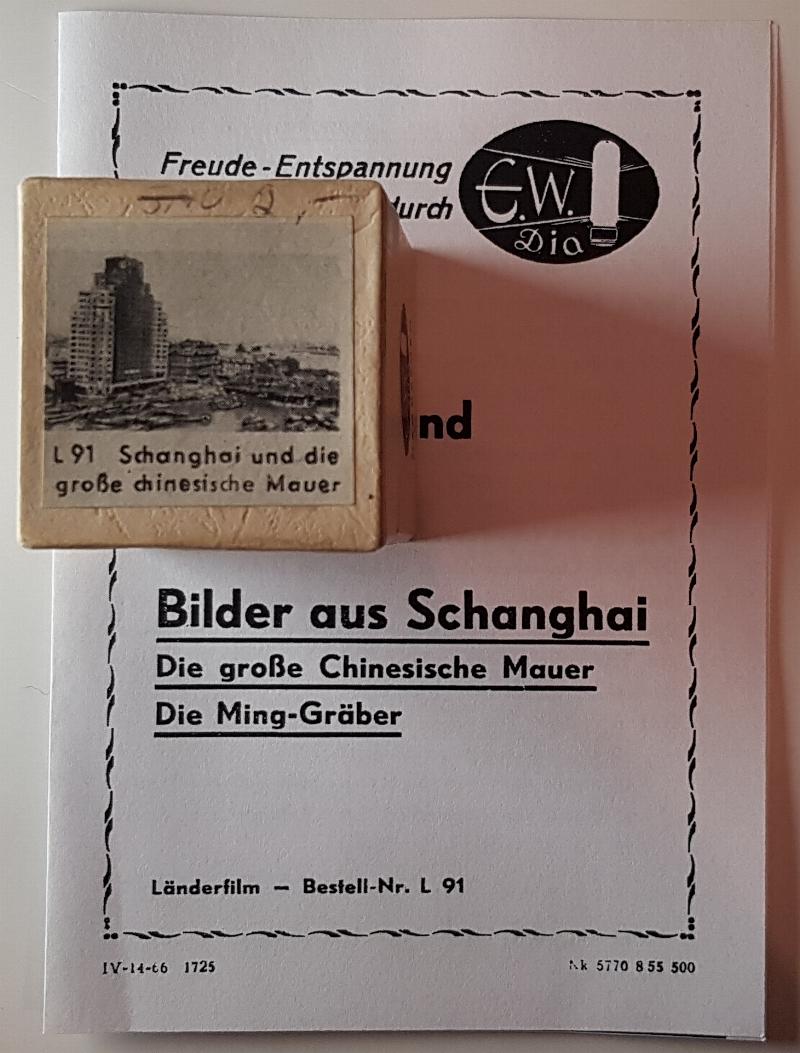 Freude-Entspannung
durch
E.W.
Dia
nd
L 91 Schanghai und die
große chinesische Mauer
Bilder aus Schanghai
Die große Chinesische Mauer
Die Ming-Gräber
Länderfilm — Bestell-Nr. L 91
IV-14-66 1725
Nk 5770 8 55 500